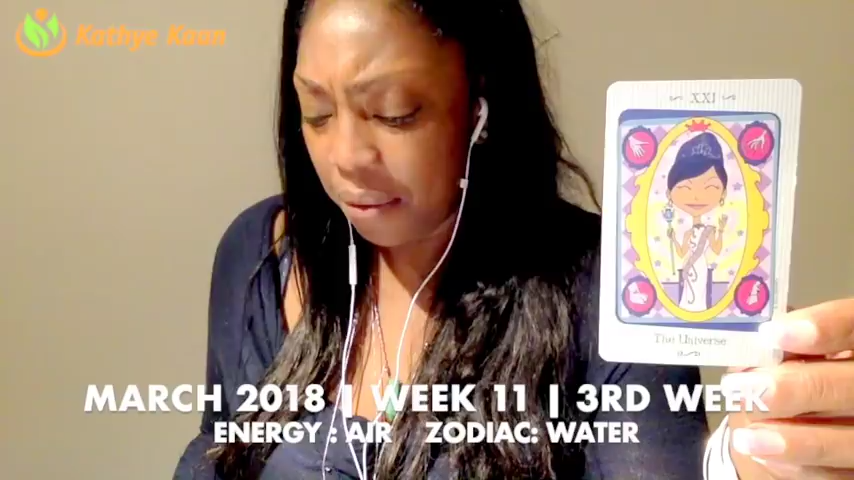 Kathye Kaan
XXI
The Universe
MARCH 2018 | WEEK 11 | 3RD WEEK
ENERGY : AIR ZODIAC: WATER